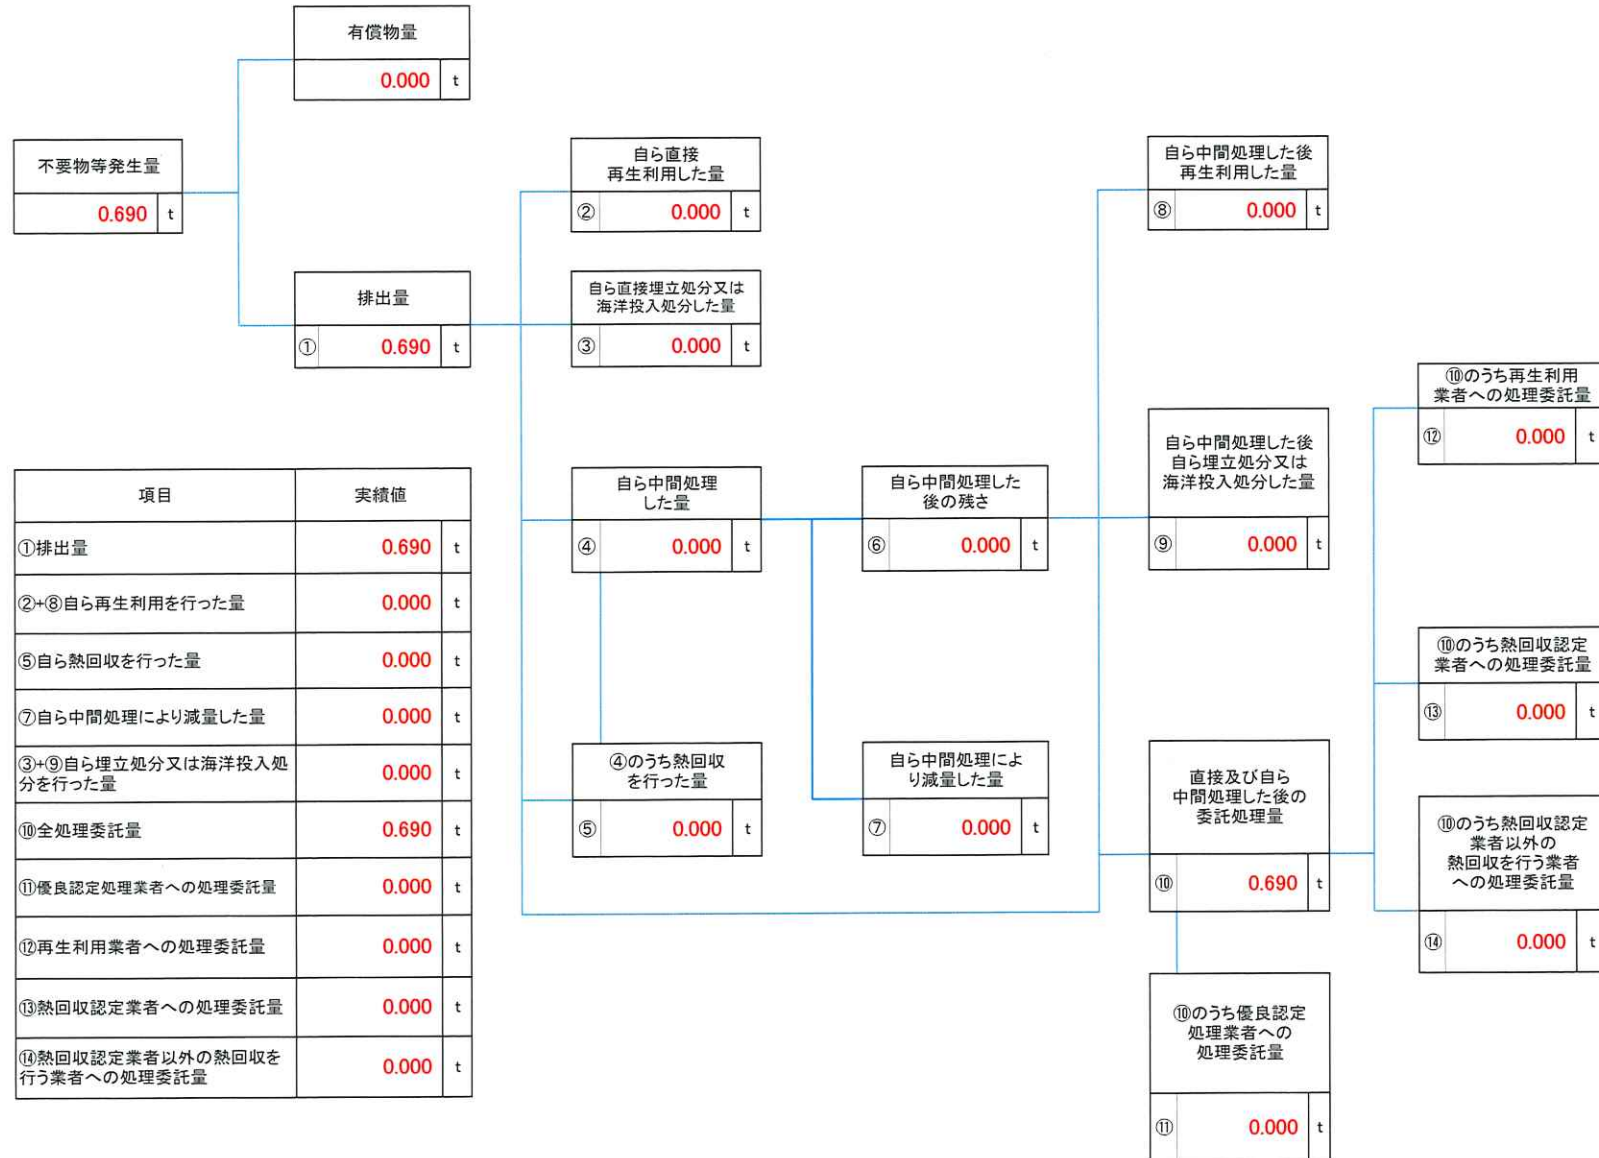 有償物量
0.000 t
不要物等発生量
0.690 t
自ら直接
再生利用した量
② 0.000 t
自ら中間処理した後
再生利用した量
⑧ 0.000 t
排出量
① 0.690 t
自ら直接埋立処分又は
海洋投入処分した量
③ 0.000 t
⑩のうち再生利用
業者への処理委託量
⑫ 0.000 t
自ら中間処理
した量
④ 0.000 t
自ら中間処理した
後の残さ
⑥ 0.000 t
自ら中間処理した後
自ら埋立処分又は
海洋投入処分した量
⑨ 0.000 t
⑩のうち熱回収認定
業者への処理委託量
⑬ 0.000 t
④のうち熱回収
を行った量
⑤ 0.000 t
自ら中間処理によ
り減量した量
⑦ 0.000 t
直接及び自ら
中間処理した後の
委託処理量
⑩ 0.690 t
⑩のうち熱回収認定
業者以外の
熱回収を行う業者
への処理委託量
⑭ 0.000 t
⑩のうち優良認定
処理業者への
処理委託量
⑪ 0.000 t
項目 実績値
①排出量 0.690 t
②+⑧自ら再生利用を行った量 0.000 t
⑤自ら熱回収を行った量 0.000 t
⑦自ら中間処理により減量した量 0.000 t
③+⑨自ら埋立処分又は海洋投入処
分を行った量 0.000 t
⑩全処理委託量 0.690 t
⑪優良認定処理業者への処理委託量 0.000 t
⑫再生利用業者への処理委託量 0.000 t
⑬熱回収認定業者への処理委託量 0.000 t
⑭熱回収認定業者以外の熱回収を
行う業者への処理委託量 0.000 t